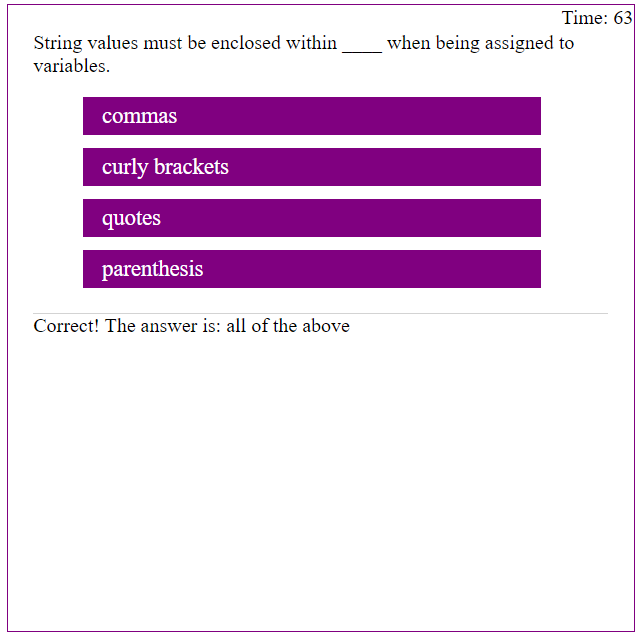 Time: 63
String values must be enclosed within ____ when being assigned to
variables.
commas
curly brackets
quotes
parenthesis
Correct! The answer is: all of the above